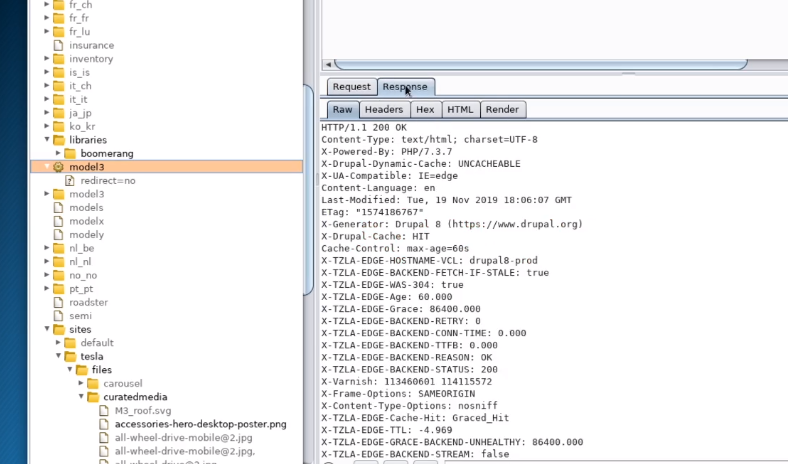 fr_ch
fr_fr
fr_lu
insurance
inventory
is_is
it_ch
it_it
ja_jp
ko_kr
libraries
boomerang
model3
redirect=no
model3
models
modelx
modely
nl_be
nl_nl
no_no
pt_pt
roadster
semi
sites
default
tesla
files
carousel
curatedmedia
M3_roof.svg
accessories-hero-desktop-poster.png
all-wheel-drive-mobile@2.jpg
all-wheel-drive-mobile@2.jpg,
all-wheel-drive@2.jpg
Request Response
Raw Headers Hex HTML Render
HTTP/1.1 200 OK
Content-Type: text/html; charset=UTF-8
X-Powered-By: PHP/7.3.7
X-Drupal-Dynamic-Cache: UNCACHEABLE
X-UA-Compatible: IE=edge
Content-Language: en
Last-Modified: Tue, 19 Nov 2019 18:06:07 GMT
ETag: "1574186767"
X-Generator: Drupal 8 (https://www.drupal.org)
X-Drupal-Cache: HIT
Cache-Control: max-age=60s
X-TZLA-EDGE-HOSTNAME-VCL: drupal8-prod
X-TZLA-EDGE-BACKEND-FETCH-IF-STALE: true
X-TZLA-EDGE-WAS-304: true
X-TZLA-EDGE-Age: 60.000
X-TZLA-EDGE-Grace: 86400.000
X-TZLA-EDGE-BACKEND-RETRY: 0
X-TZLA-EDGE-BACKEND-CONN-TIME: 0.000
X-TZLA-EDGE-BACKEND-TTFB: 0.000
X-TZLA-EDGE-BACKEND-REASON: OK
X-TZLA-EDGE-BACKEND-STATUS: 200
X-Varnish: 113460601 114115572
X-Frame-Options: SAMEORIGIN
X-Content-Type-Options: nosniff
X-TZLA-EDGE-Cache-Hit: Graced_Hit
X-TZLA-EDGE-TTL: -4.969
X-TZLA-EDGE-GRACE-BACKEND-UNHEALTHY: 86400.000
X-TZLA-EDGE-BACKEND-STREAM: false